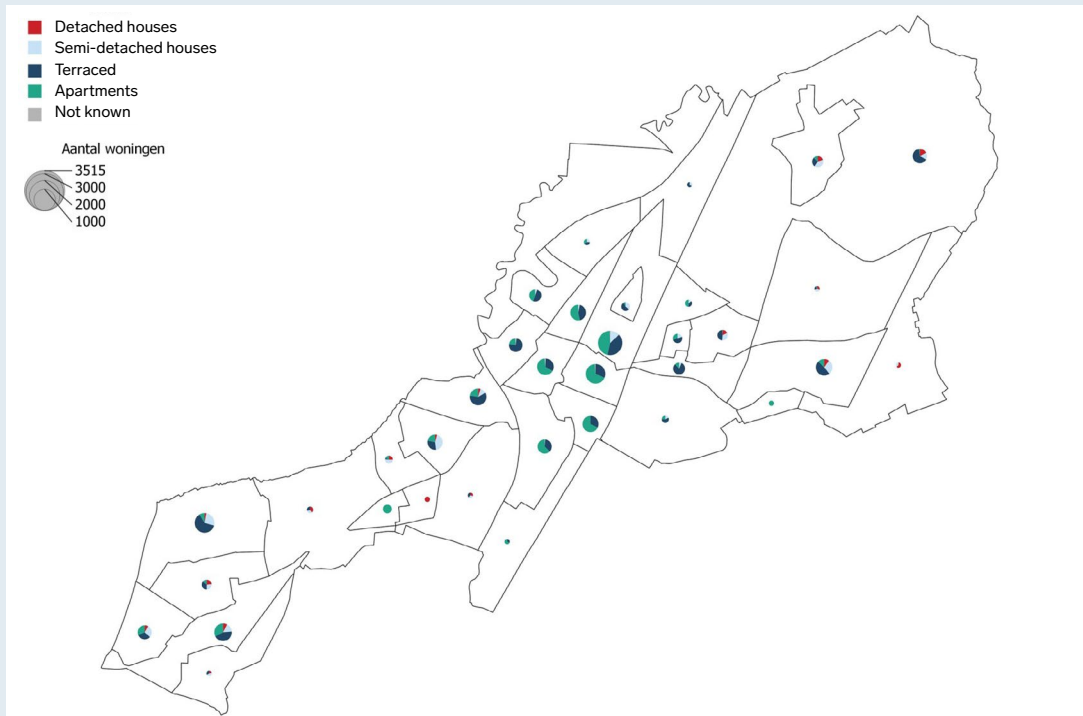 Detached houses
Semi-detached houses
Terraced
Apartments
Not known
Aantal woningen
3515
3000
2000
1000